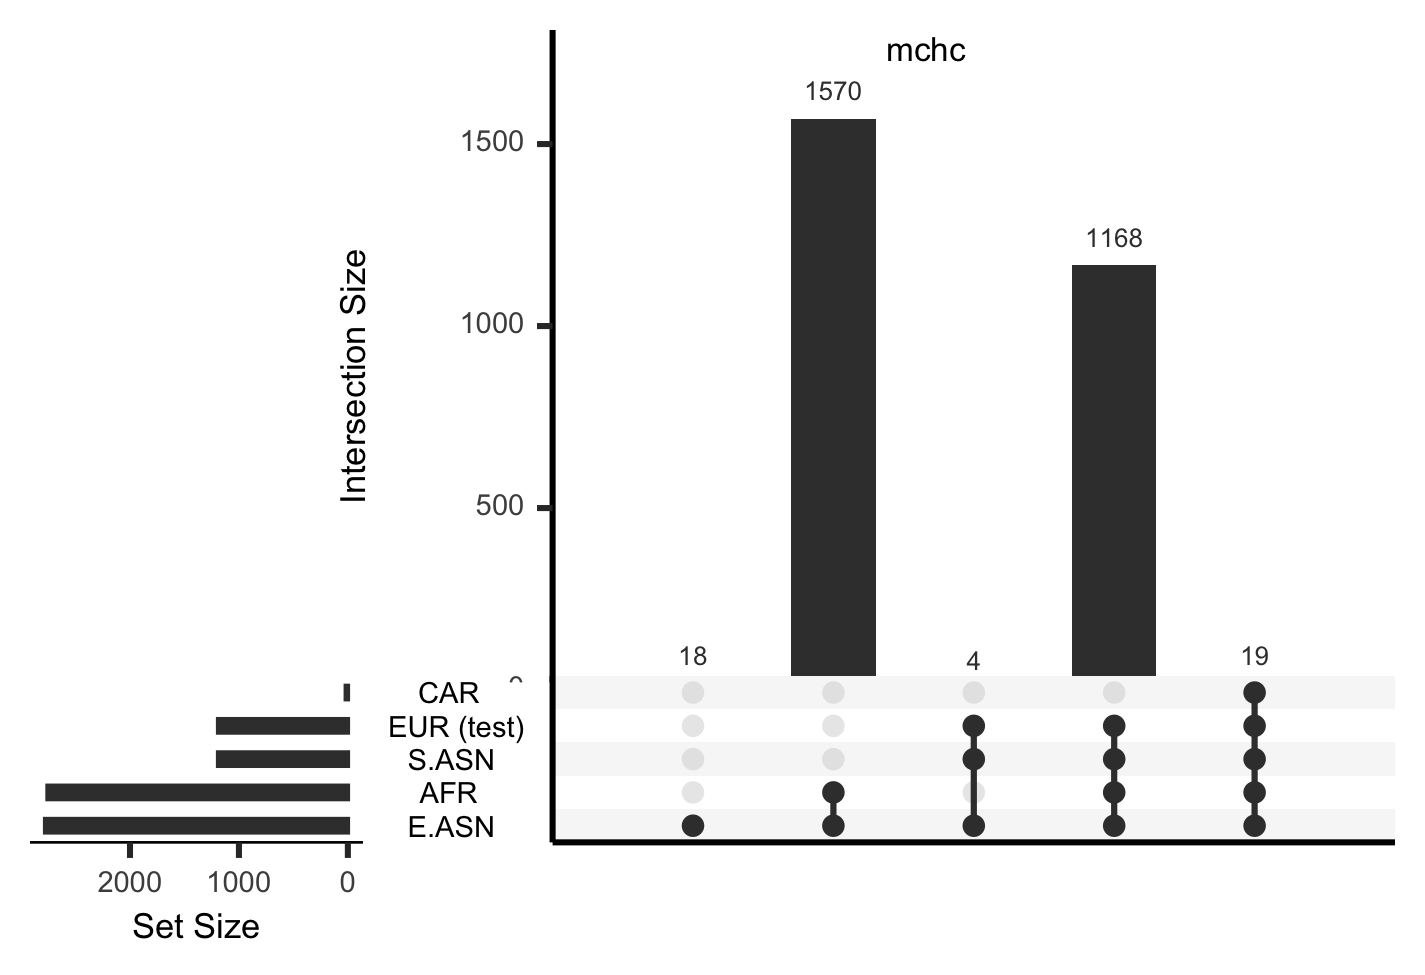 mchc
1570
1500
1168
1000
Intersection Size
500
18
4
19
CAR
EUR (test)
S.ASN
AFR
E.ASN
2000 1000 0
Set Size